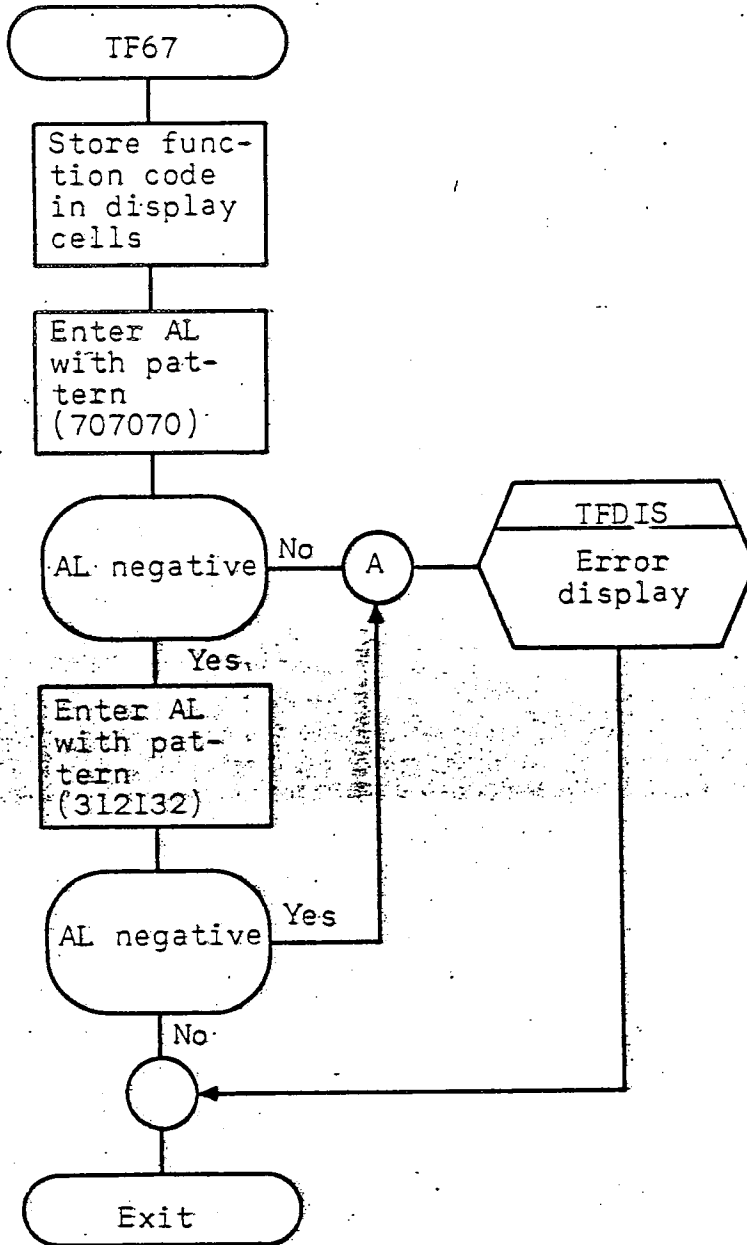 TF67
Store func-
tion code
in display
cells
Enter AL
with pat-
tern
(707070)
AL negative
No
A
TFDIS
Error
display
Yes
Enter AL
with pat-
tern
(312132)
AL negative
Yes
No
Exit